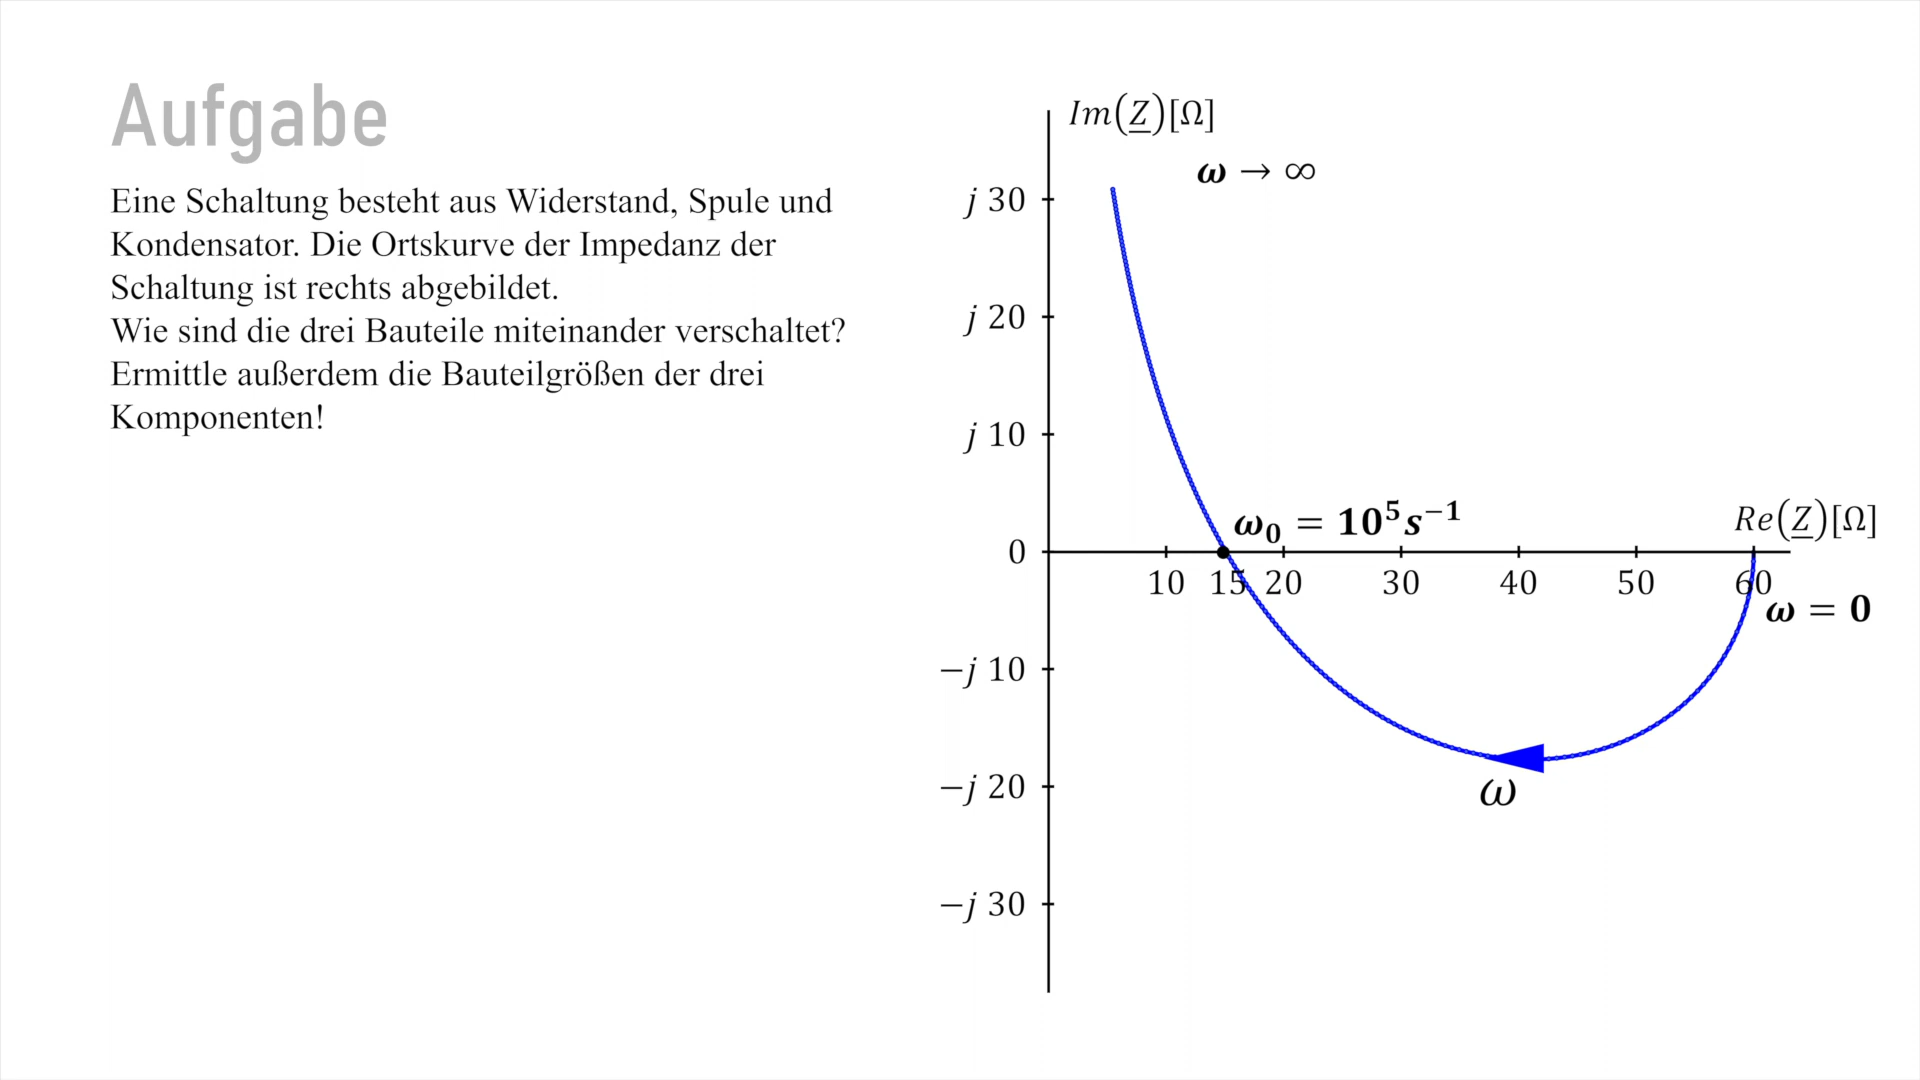 Aufgabe
Eine Schaltung besteht aus Widerstand, Spule und
Kondensator. Die Ortskurve der Impedanz der
Schaltung ist rechts abgebildet.
Wie sind die drei Bauteile miteinander verschaltet?
Ermittle außerdem die Bauteilgrößen der drei
Komponenten!
Im(Z)[Ω]
ω → ∞
j 30
j 20
j 10
ω₀ = 10⁵s⁻¹
Re(Z)[Ω]
0
10 15 20 30 40 50 60
ω = 0
−j 10
ω
−j 20
−j 30